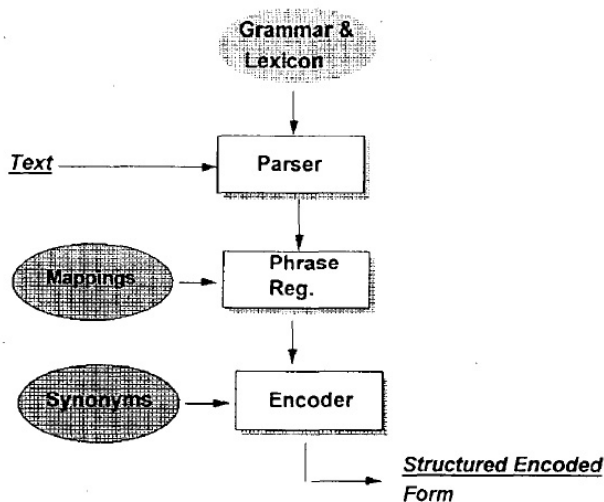 Grammar &
Lexicon
Text
Parser
Mappings
Phrase
Reg.
Synonyms
Encoder
Structured Encoded
Form